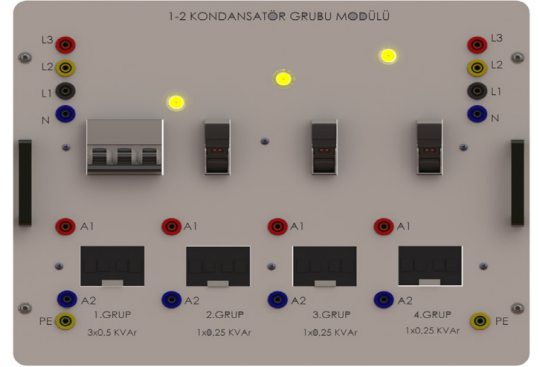 1-2 KONDANSATÖR GRUBU MODÜLÜ
L3 L3
L2 L2
L1 L1
N N
A1 A1 A1 A1
A2 A2 A2 A2
1.GRUP 2.GRUP 3.GRUP 4.GRUP
PE PE
3x0.5 KVAr 1x0,25 KVAr 1x0,25 KVAr 1x0,25 KVAr